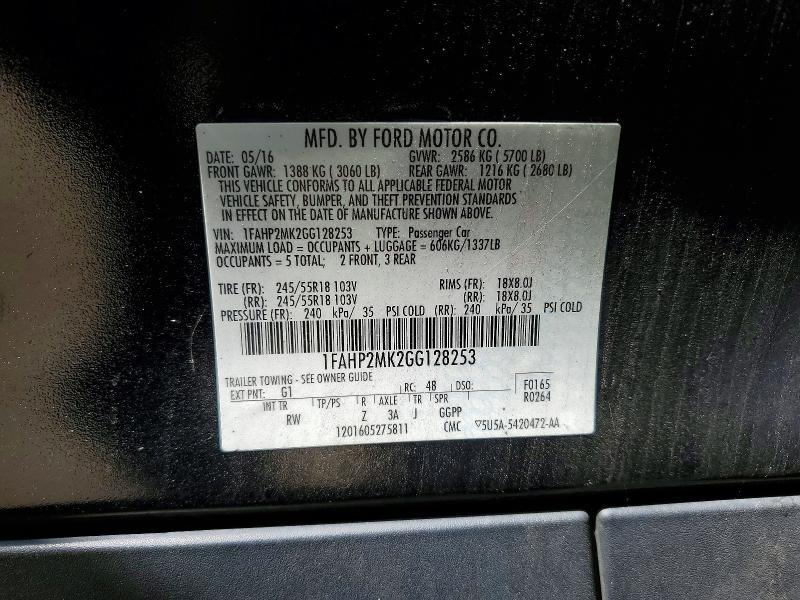 MFD. BY FORD MOTOR CO.
DATE: 05/16 GVWR: 2586 KG ( 5700 LB)
FRONT GAWR: 1388 KG ( 3060 LB) REAR GAWR: 1216 KG ( 2680 LB)
THIS VEHICLE CONFORMS TO ALL APPLICABLE FEDERAL MOTOR
VEHICLE SAFETY, BUMPER, AND THEFT PREVENTION STANDARDS
IN EFFECT ON THE DATE OF MANUFACTURE SHOWN ABOVE.
VIN: 1FAHP2MK2GG128253 TYPE: Passenger Car
MAXIMUM LOAD = OCCUPANTS + LUGGAGE = 606KG/1337LB
OCCUPANTS = 5 TOTAL; 2 FRONT, 3 REAR
TIRE (FR): 245/55R18 103V RIMS (FR): 18X8.0J
(RR): 245/55R18 103V (RR): 18X8.0J
PRESSURE (FR): 240 kPa/ 35 PSI COLD (RR): 240 kPa/ 35 PSI COLD
1FAHP2MK2GG128253
TRAILER TOWING - SEE OWNER GUIDE
EXT PNT: G1 RC: 48 DSO: F0165
INT TR TP/PS R AXLE TR SPR R0264
RW Z 3A J GGPP
1201605275811 CMC ▽5U5A-5420472-AA